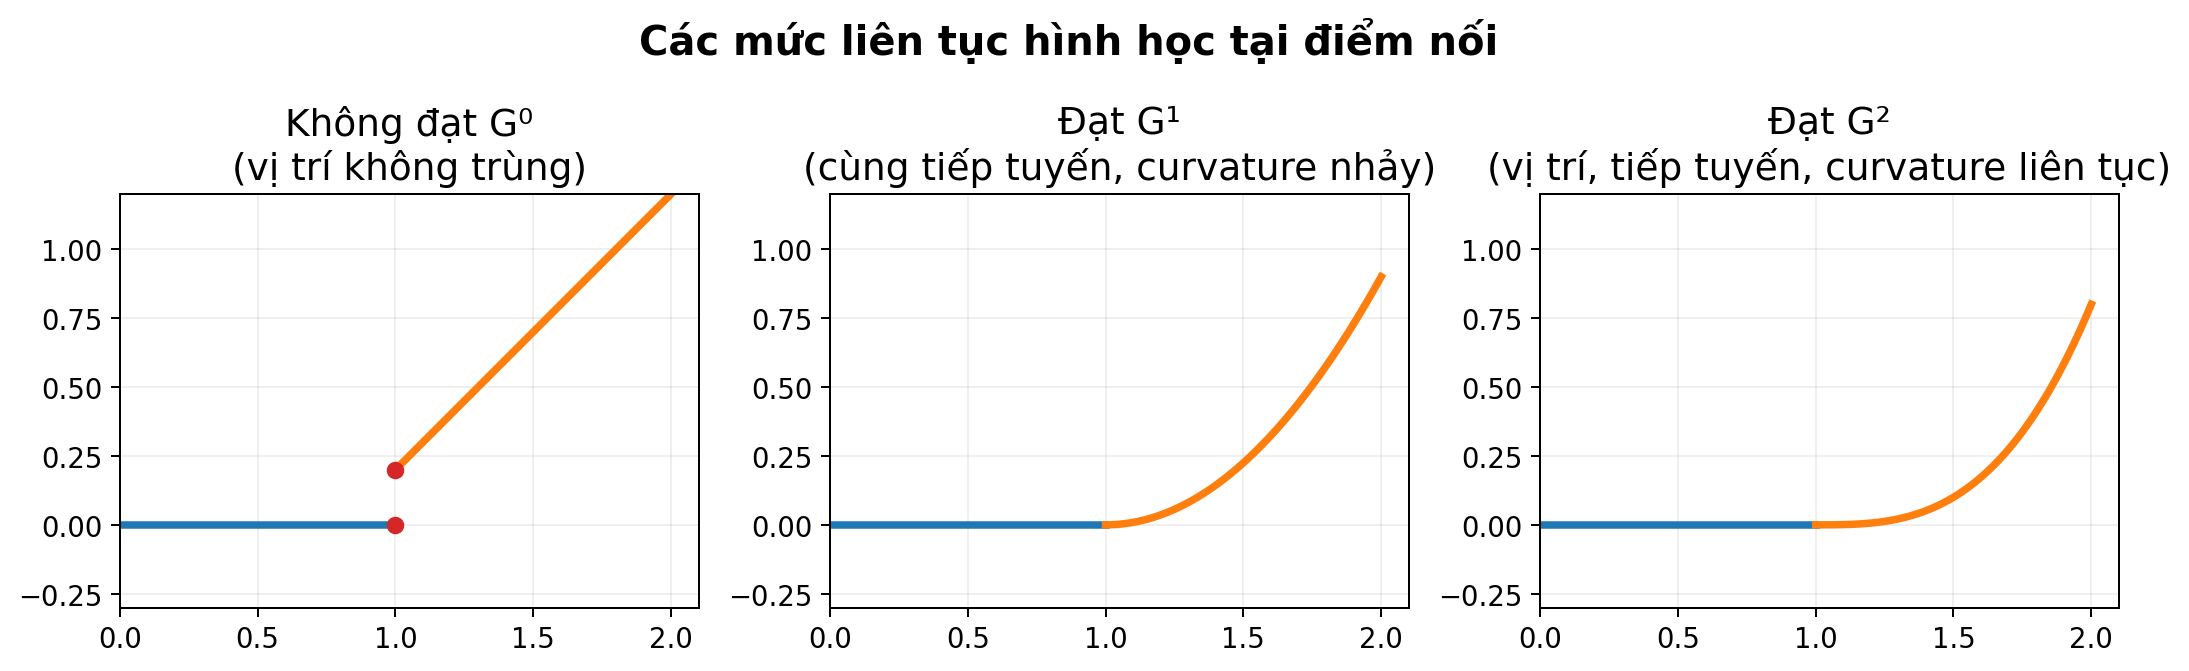 Các mức liên tục hình học tại điểm nối
Không đạt G⁰
(vị trí không trùng)
1.00
0.75
0.50
0.25
0.00
−0.25
0.0 0.5 1.0 1.5 2.0
Đạt G¹
(cùng tiếp tuyến, curvature nhảy)
1.00
0.75
0.50
0.25
0.00
−0.25
0.0 0.5 1.0 1.5 2.0
Đạt G²
(vị trí, tiếp tuyến, curvature liên tục)
1.00
0.75
0.50
0.25
0.00
−0.25
0.0 0.5 1.0 1.5 2.0